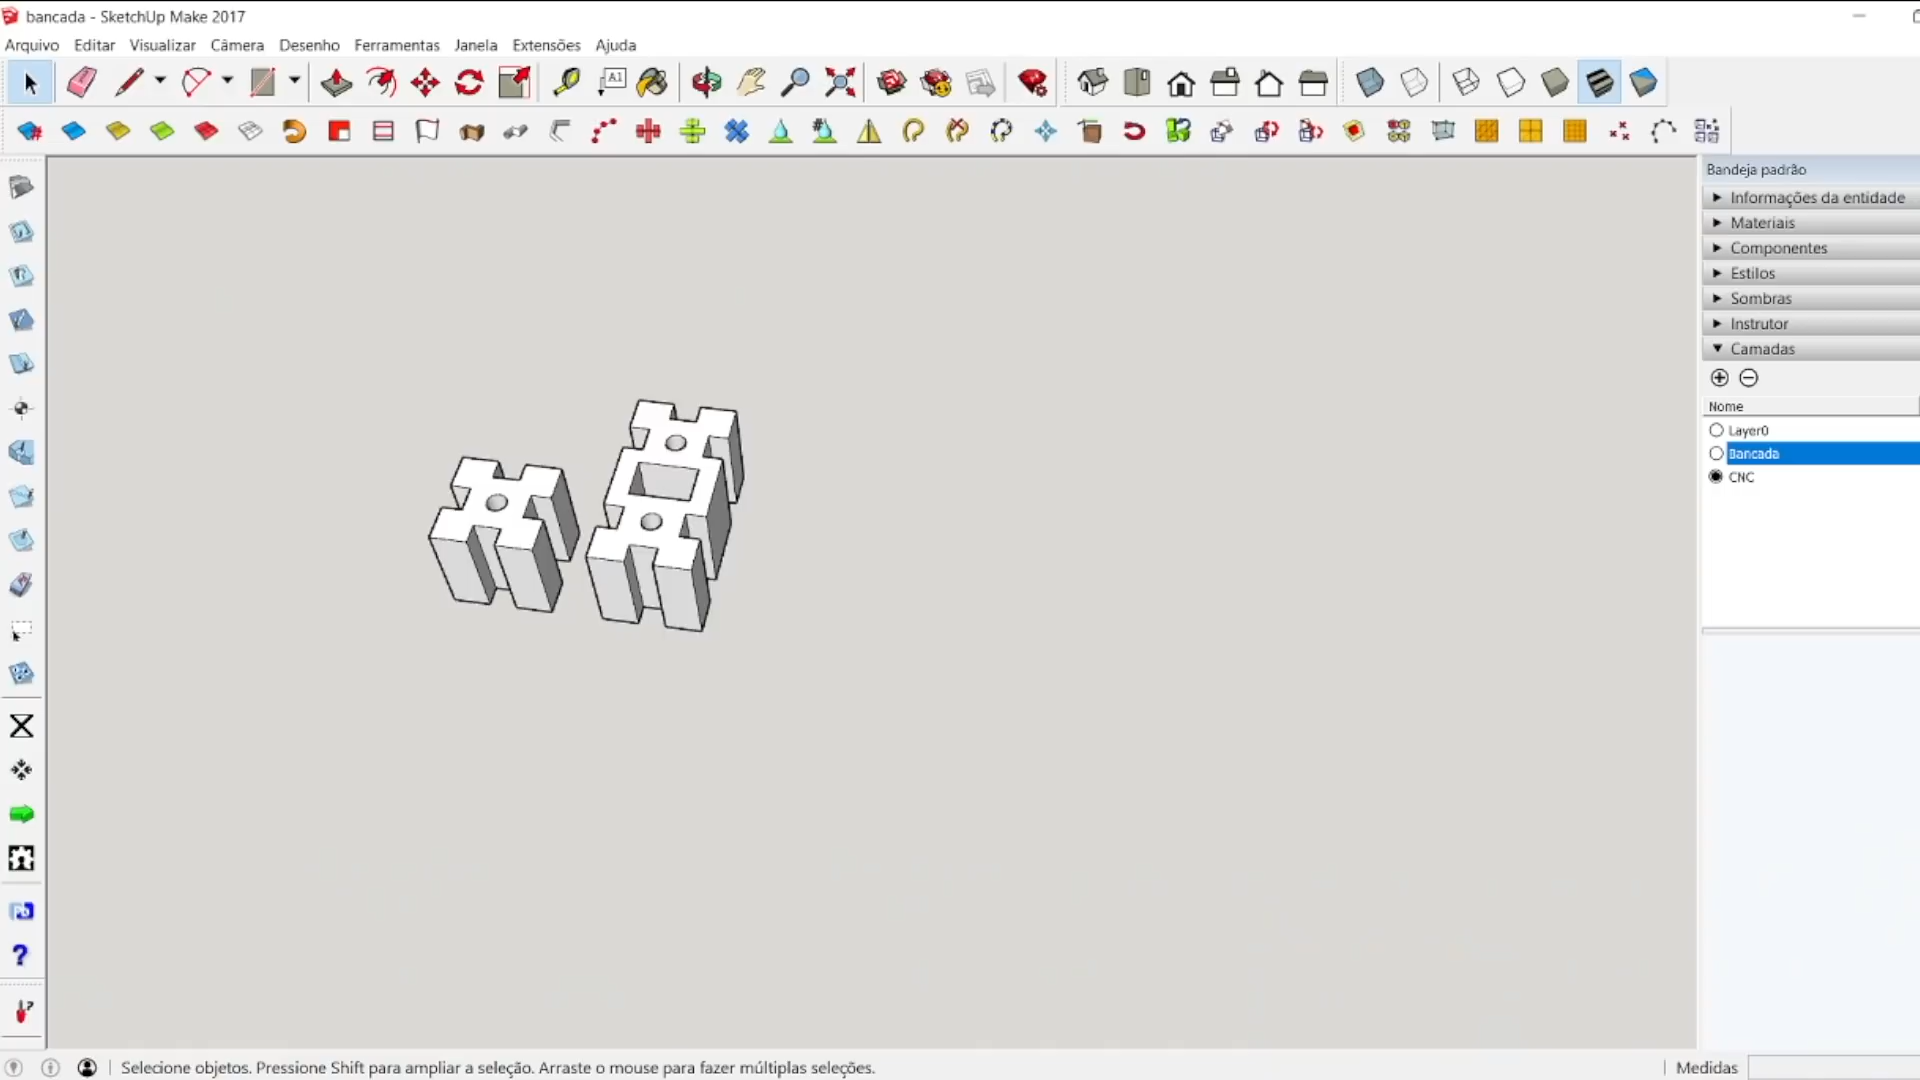 bancada - SketchUp Make 2017
Arquivo Editar Visualizar Câmera Desenho Ferramentas Janela Extensões Ajuda
A1
Bandeja padrão
Informações da entidade
Materiais
Componentes
Estilos
Sombras
Instrutor
Camadas
Nome
Layer0
Bancada
CNC
Pb
?
Selecione objetos. Pressione Shift para ampliar a seleção. Arraste o mouse para fazer múltiplas seleções.
Medidas